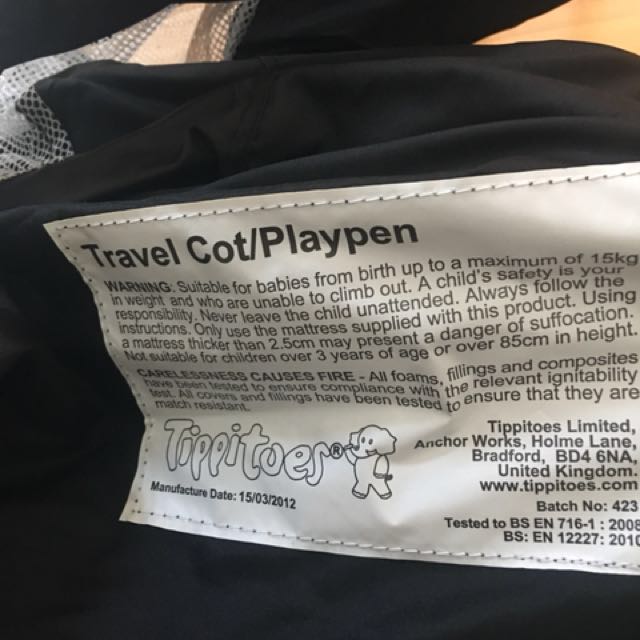 Travel Cot/Playpen
WARNING: Suitable for babies from birth up to a maximum of 15kg
in weight and who are unable to climb out. A child's safety is your
responsibility. Never leave the child unattended. Always follow the
instructions. Only use the mattress supplied with this product. Using
a mattress thicker than 2.5cm may present a danger of suffocation.
Not suitable for children over 3 years of age or over 85cm in height.
CARELESSNESS CAUSES FIRE - All foams, fillings and composites
have been tested to ensure compliance with the relevant ignitability
test. All covers and fillings have been tested to ensure that they are
match resistant.
Tippitoes®
Manufacture Date: 15/03/2012
Tippitoes Limited,
Anchor Works, Holme Lane,
Bradford, BD4 6NA,
United Kingdom.
www.tippitoes.com
Batch No: 423
Tested to BS EN 716-1 : 2008
BS: EN 12227: 2010